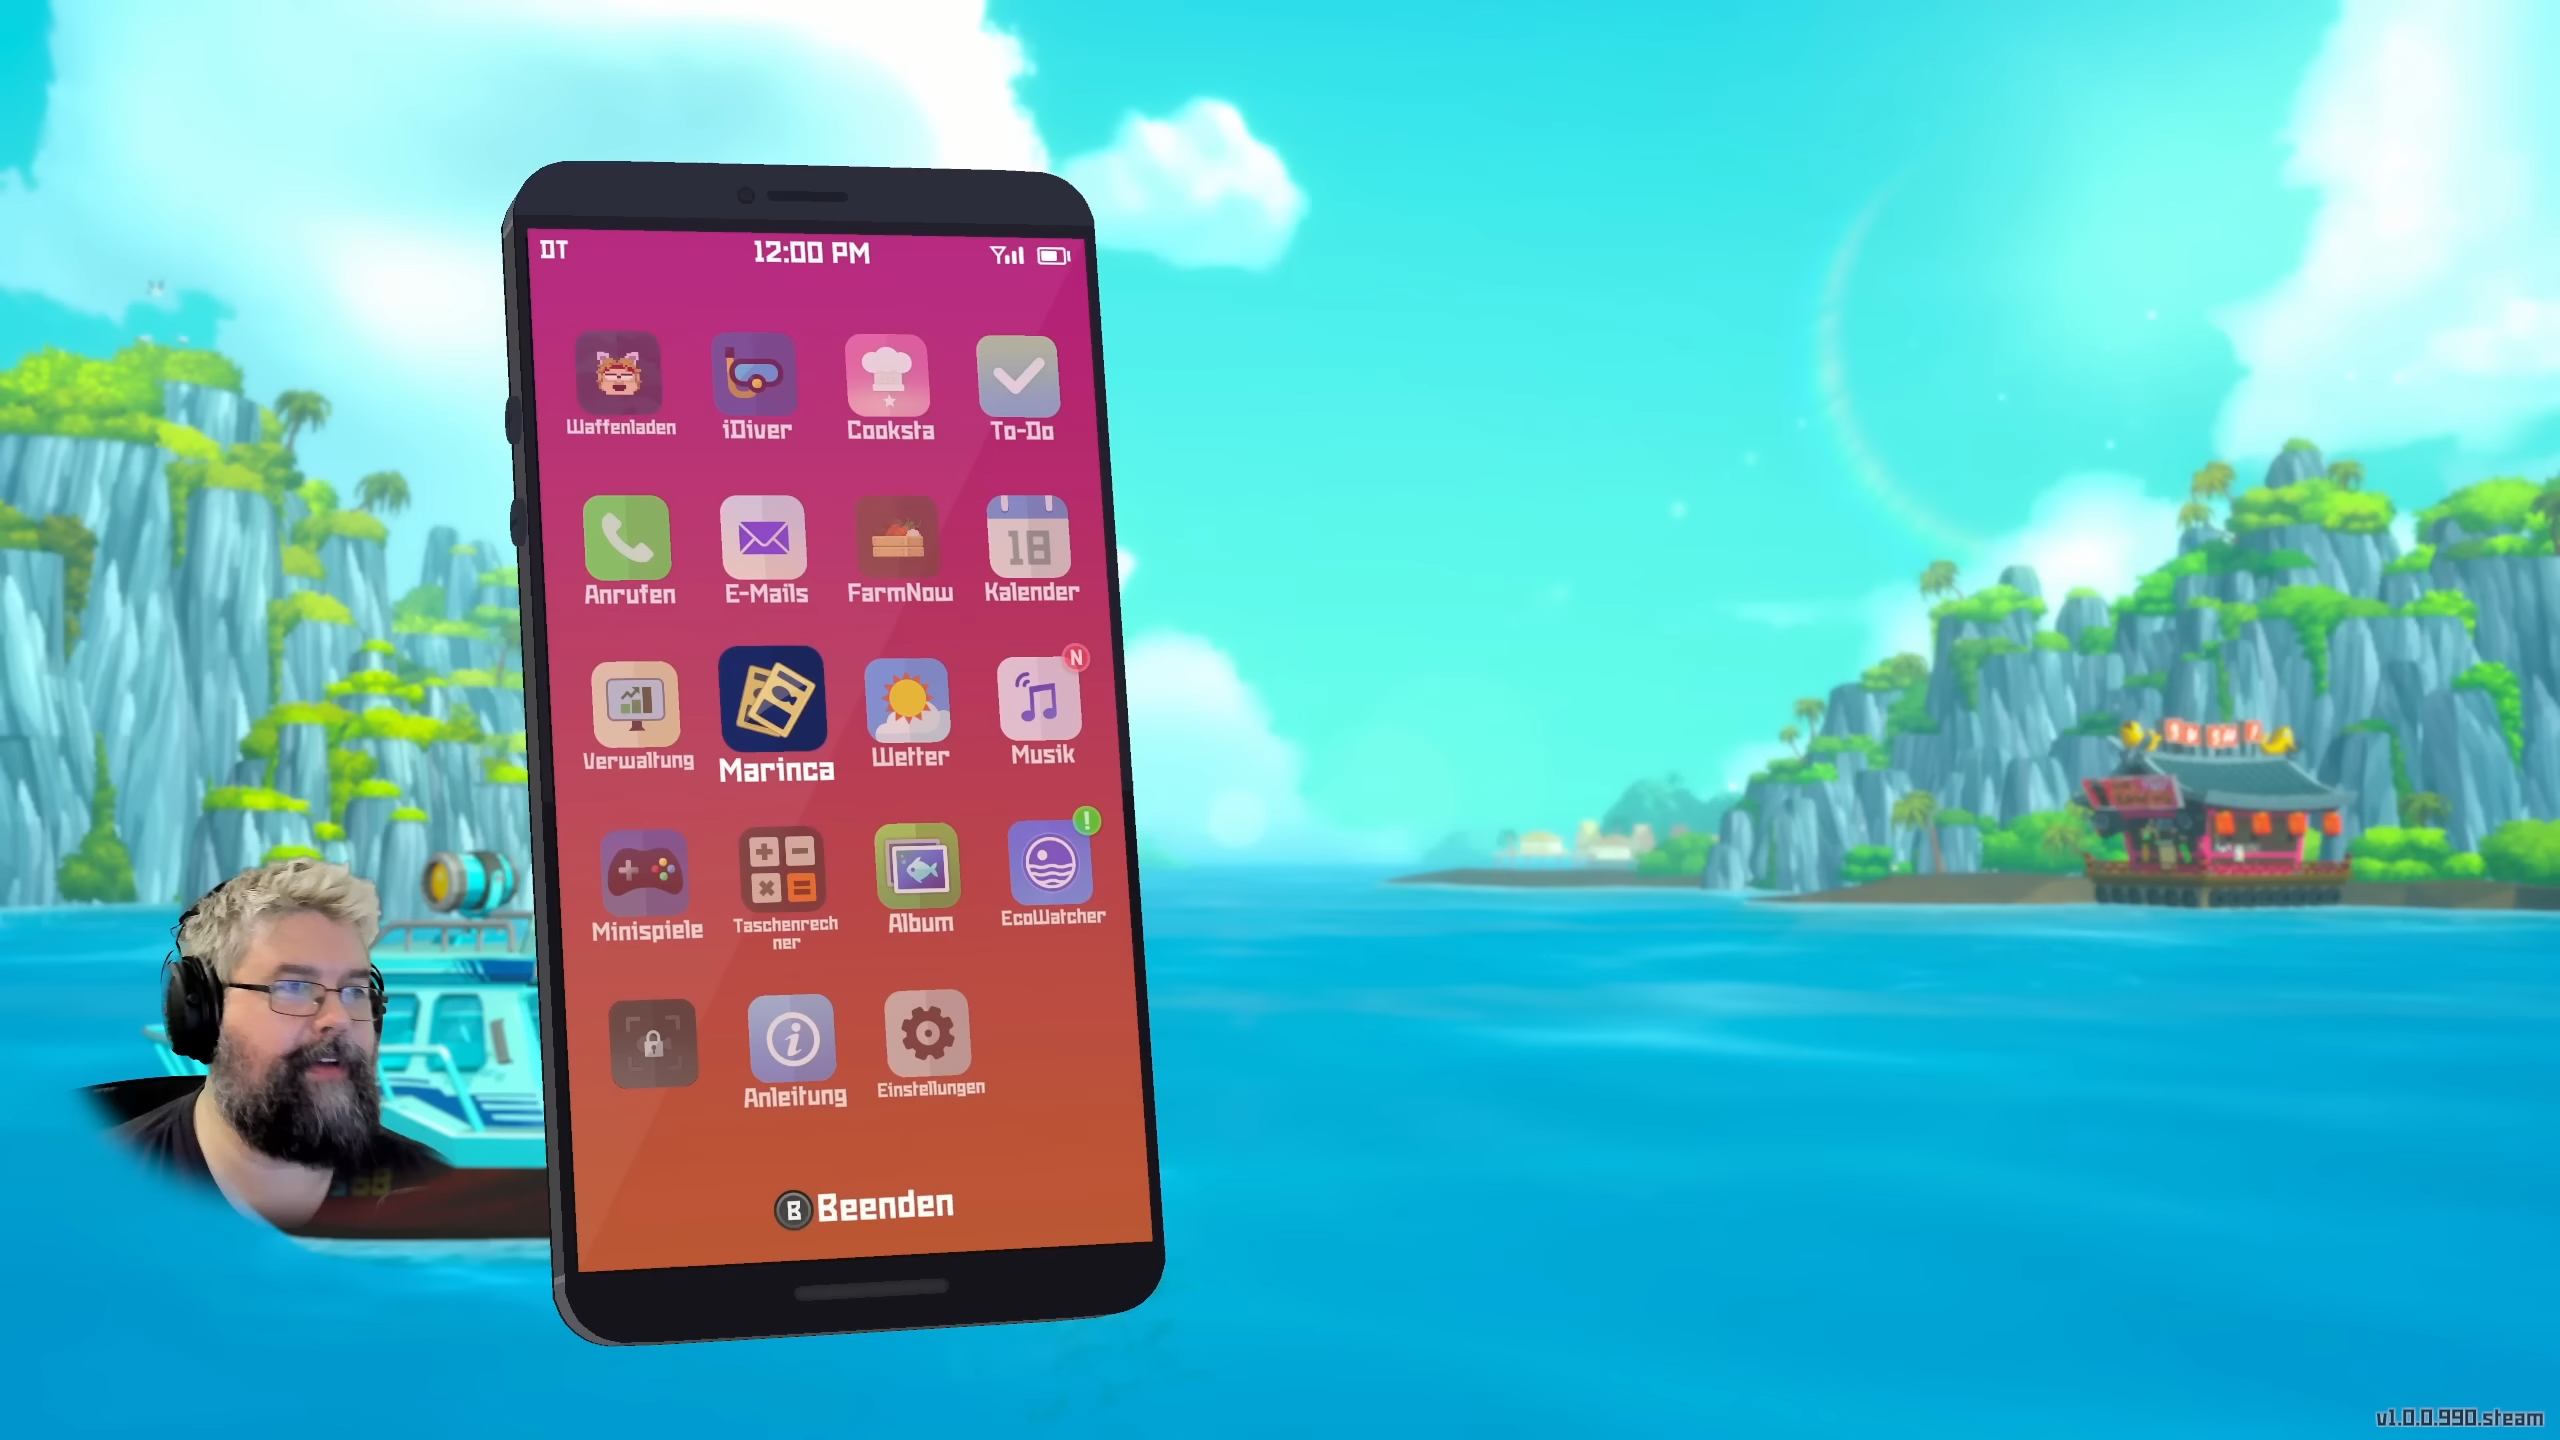 DT
12:00 PM
Waffenladen
iDiver
Cooksta
To-Do
Anrufen
E-Mails
FarmNow
18
Kalender
Verwaltung
Marinca
Wetter
N
Musik
Minispiele
Taschenrech
ner
Album
!
EcoWatcher
Anleitung
Einstellungen
B Beenden
SUSHI
v1.0.0.990.steam